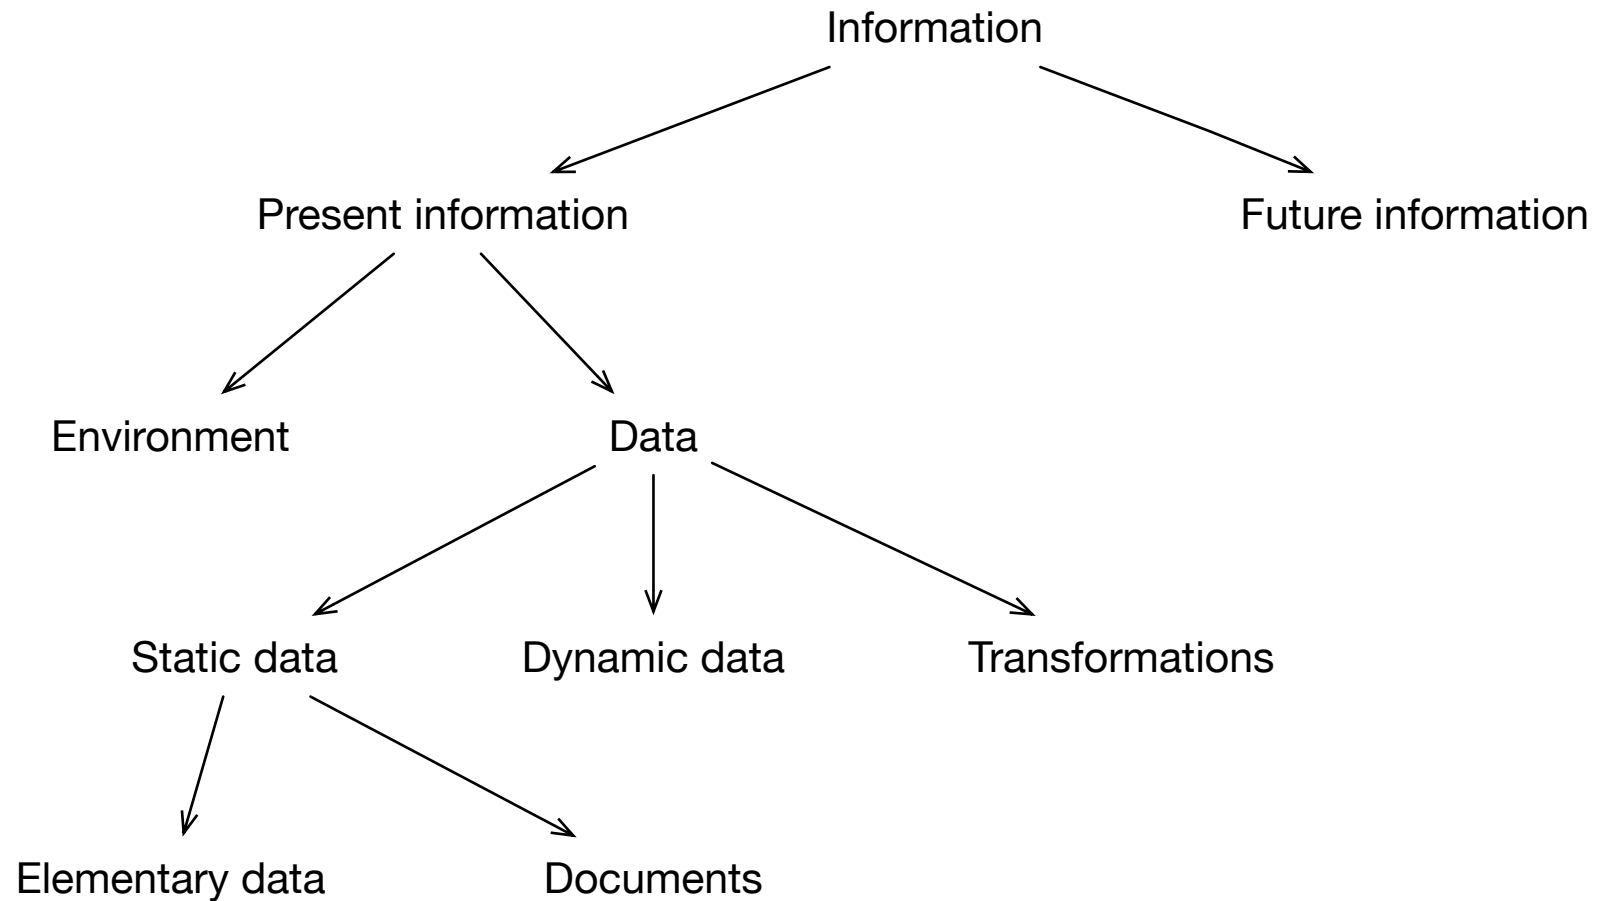 Information
Present information
Future information
Environment
Data
Static data
Dynamic data
Transformations
Elementary data
Documents